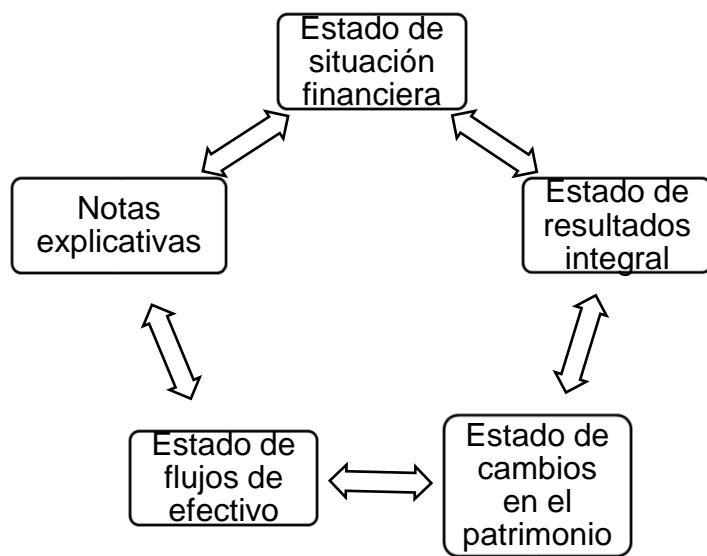 Estado de
situación
financiera
Estado de
resultados
integral
Estado de
cambios
en el
patrimonio
Estado de
flujos de
efectivo
Notas
explicativas